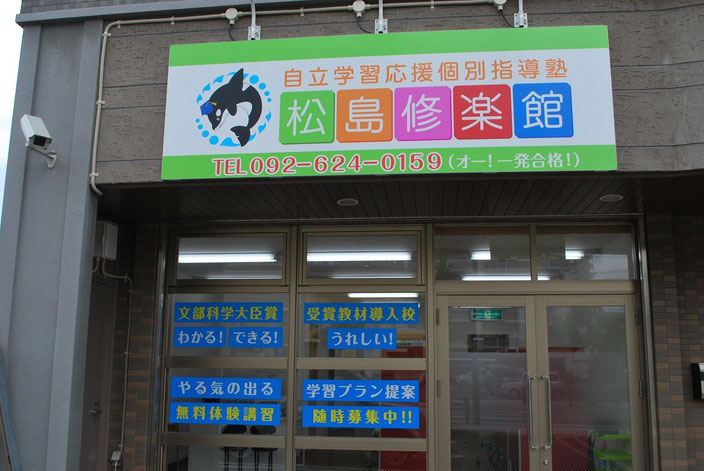 自立学習応援個別指導塾
松島修楽館
TEL 092-624-0159(オー!一発合格!)
文部科学大臣賞
わかる! できる!
受賞教材導入校
うれしい!
やる気の出る
無料体験講習
学習プラン提案
随時募集中!!